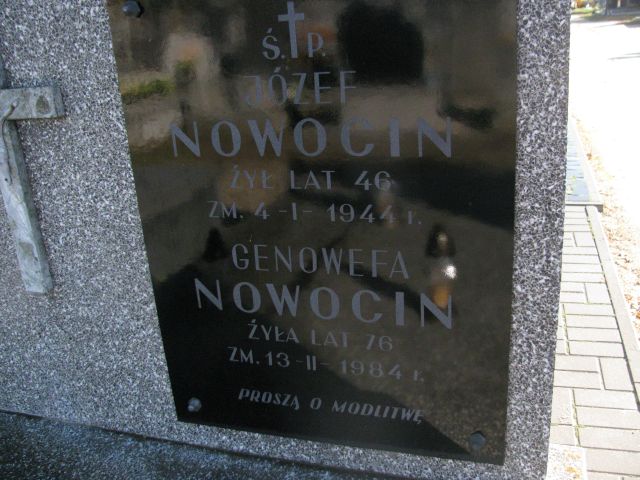 Ś.P.
JÓZEF
NOWOCIN
ŻYŁ LAT 46
ZM. 4-I-1944 r.
GENOWEFA
NOWOCIN
ŻYŁA LAT 76
ZM. 13-II-1984 r.
PROSZĄ O MODLITWĘ